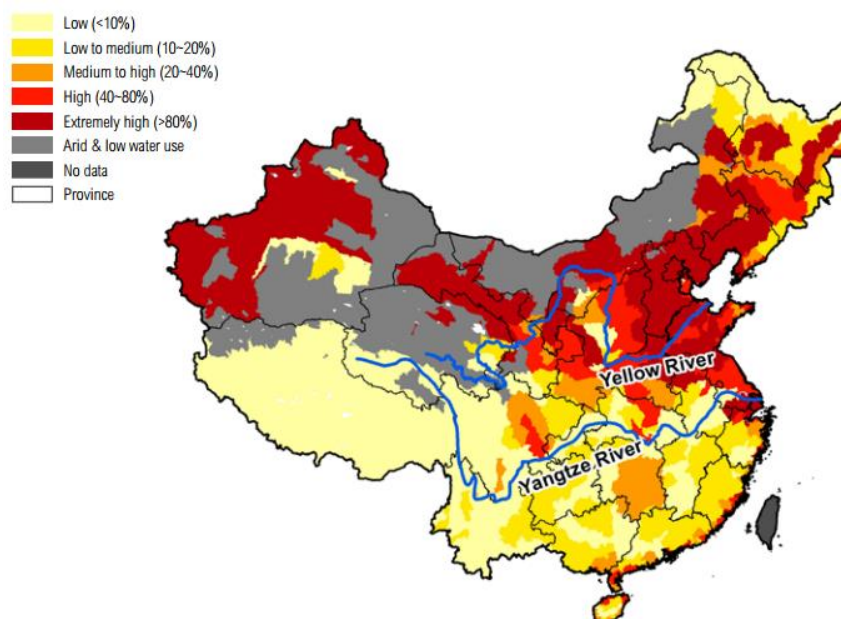 Low (<10%)
Low to medium (10~20%)
Medium to high (20~40%)
High (40~80%)
Extremely high (>80%)
Arid & low water use
No data
Province
Yellow River
Yangtze River